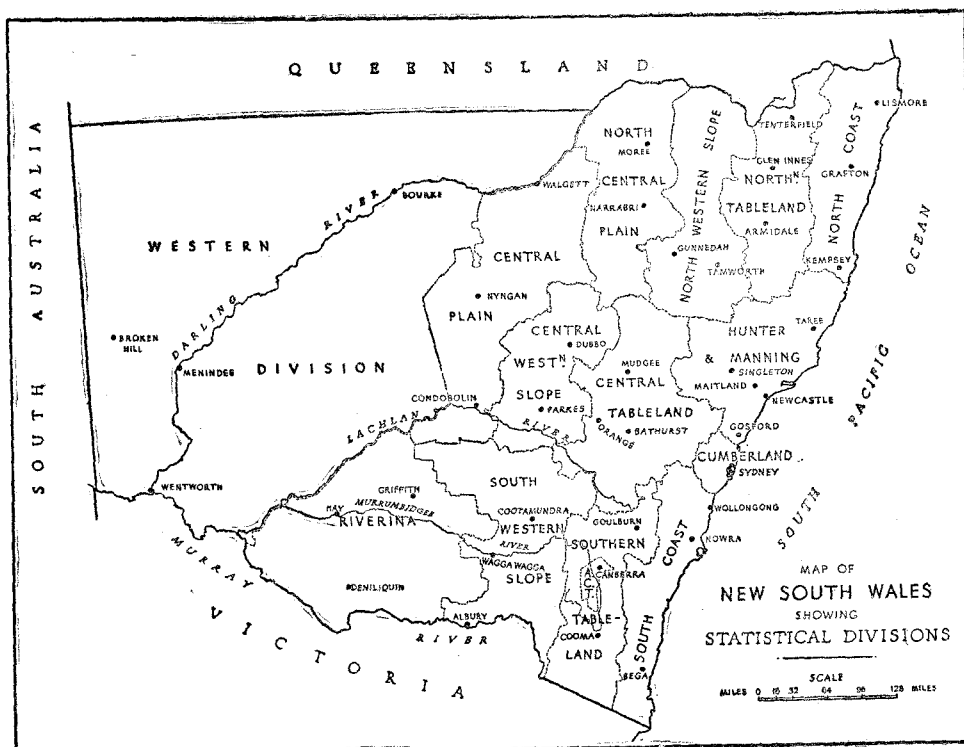 QUEENSLAND
SOUTH AUSTRALIA
LISMORE
TENTERFIELD
NORTH
MOREE
CENTRAL
NARRABRI
PLAIN
NORTH WESTERN SLOPE
GUNNEDAH
TAMWORTH
GLEN INNES
NORTHN
TABLELAND
ARMIDALE
NORTH COAST
GRAFTON
KEMPSEY
WALGETT
BOURKE
DARLING RIVER
WESTERN
DIVISION
BROKEN
HILL
MENINDEE
CENTRAL
PLAIN
NYNGAN
CENTRAL
DUBBO
WESTN
SLOPE
PARKES
MUDGEE
CENTRAL
TABLELAND
ORANGE
BATHURST
HUNTER
& MANNING
TAREE
SINGLETON
MAITLAND
NEWCASTLE
GOSFORD
CUMBERLAND
SYDNEY
CONDOBOLIN
LACHLAN RIVER
WENTWORTH
GRIFFITH
HAY
MURRUMBIDGEE RIVER
RIVERINA
SOUTH
COOTAMUNDRA
WESTERN
SLOPE
WAGGA WAGGA
DENILIQUIN
ALBURY
MURRAY RIVER
VICTORIA
GOULBURN
SOUTHERN
A.C.T.
CANBERRA
TABLE-
LAND
COOMA
SOUTH COAST
WOLLONGONG
NOWRA
BEGA
SOUTH PACIFIC OCEAN
MAP OF
NEW SOUTH WALES
SHOWING
STATISTICAL DIVISIONS
SCALE
MILES 0 16 32 64 96 128 MILES